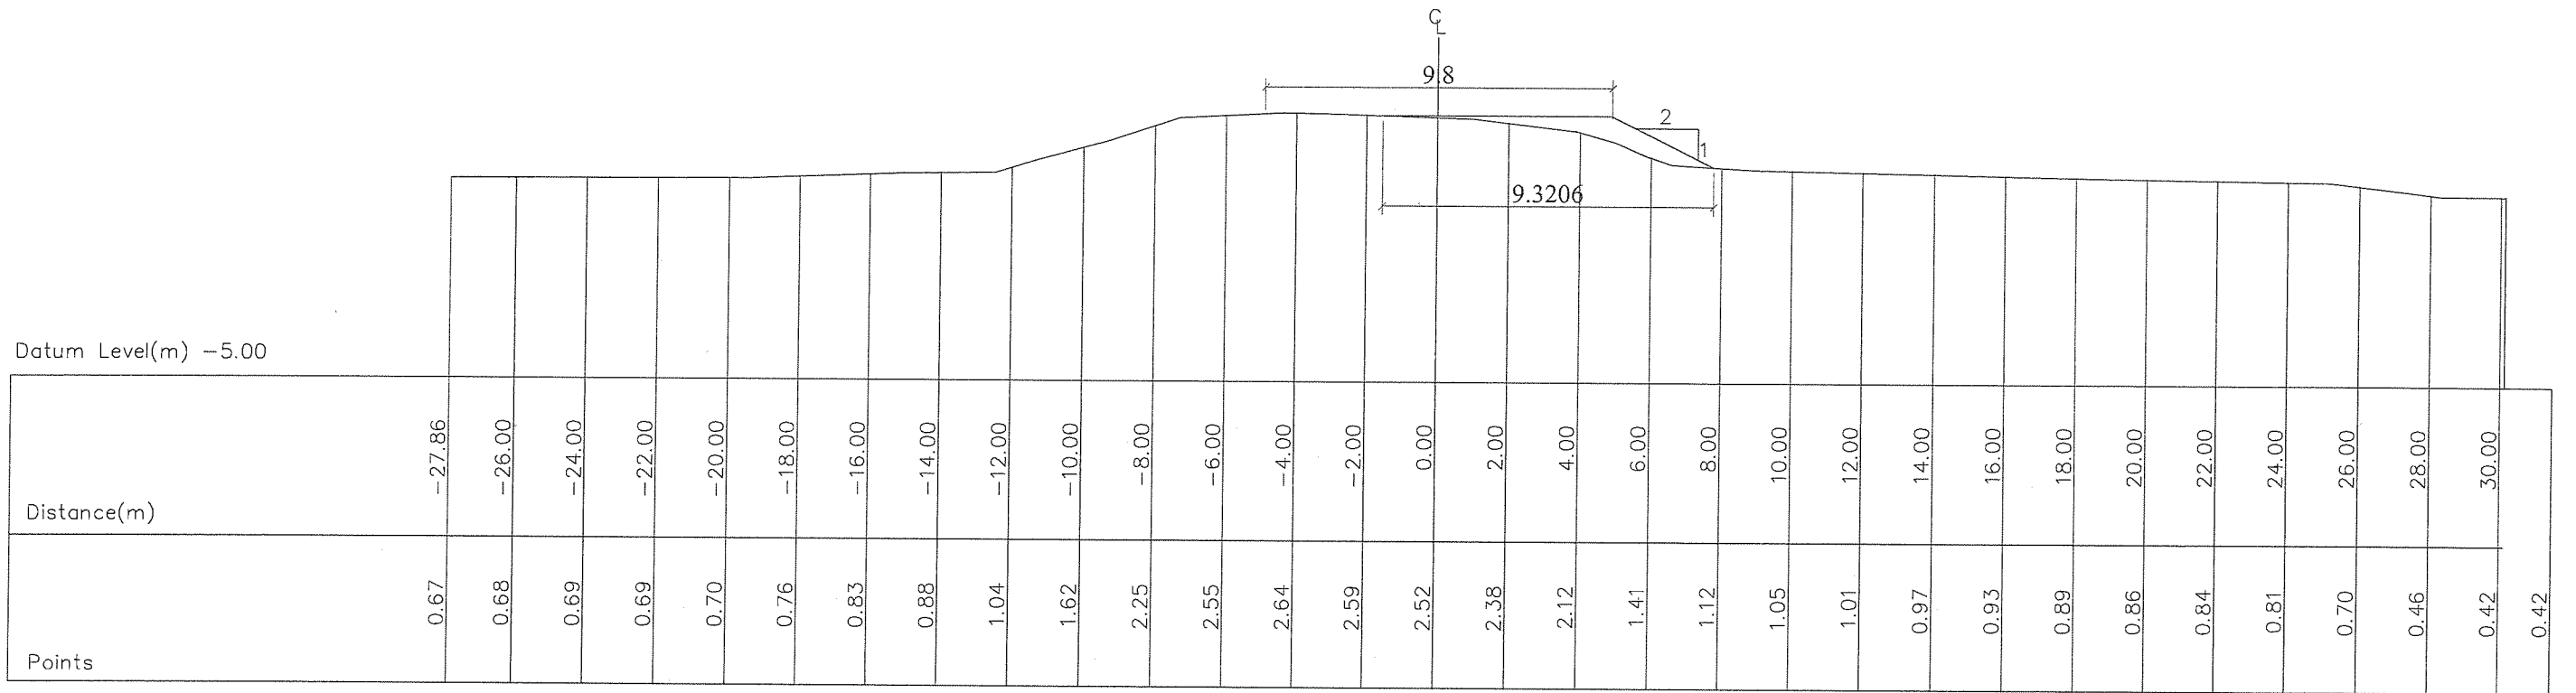 C L
9.8
2
1
9.3206
Datum Level(m) -5.00
Distance(m) -27.86 -26.00 -24.00 -22.00 -20.00 -18.00 -16.00 -14.00 -12.00 -10.00 -8.00 -6.00 -4.00 -2.00 0.00 2.00 4.00 6.00 8.00 10.00 12.00 14.00 16.00 18.00 20.00 22.00 24.00 26.00 28.00 30.00
Points 0.67 0.68 0.69 0.69 0.70 0.76 0.83 0.88 1.04 1.62 2.25 2.55 2.64 2.59 2.52 2.38 2.12 1.41 1.12 1.05 1.01 0.97 0.93 0.89 0.86 0.84 0.81 0.70 0.46 0.42 0.42